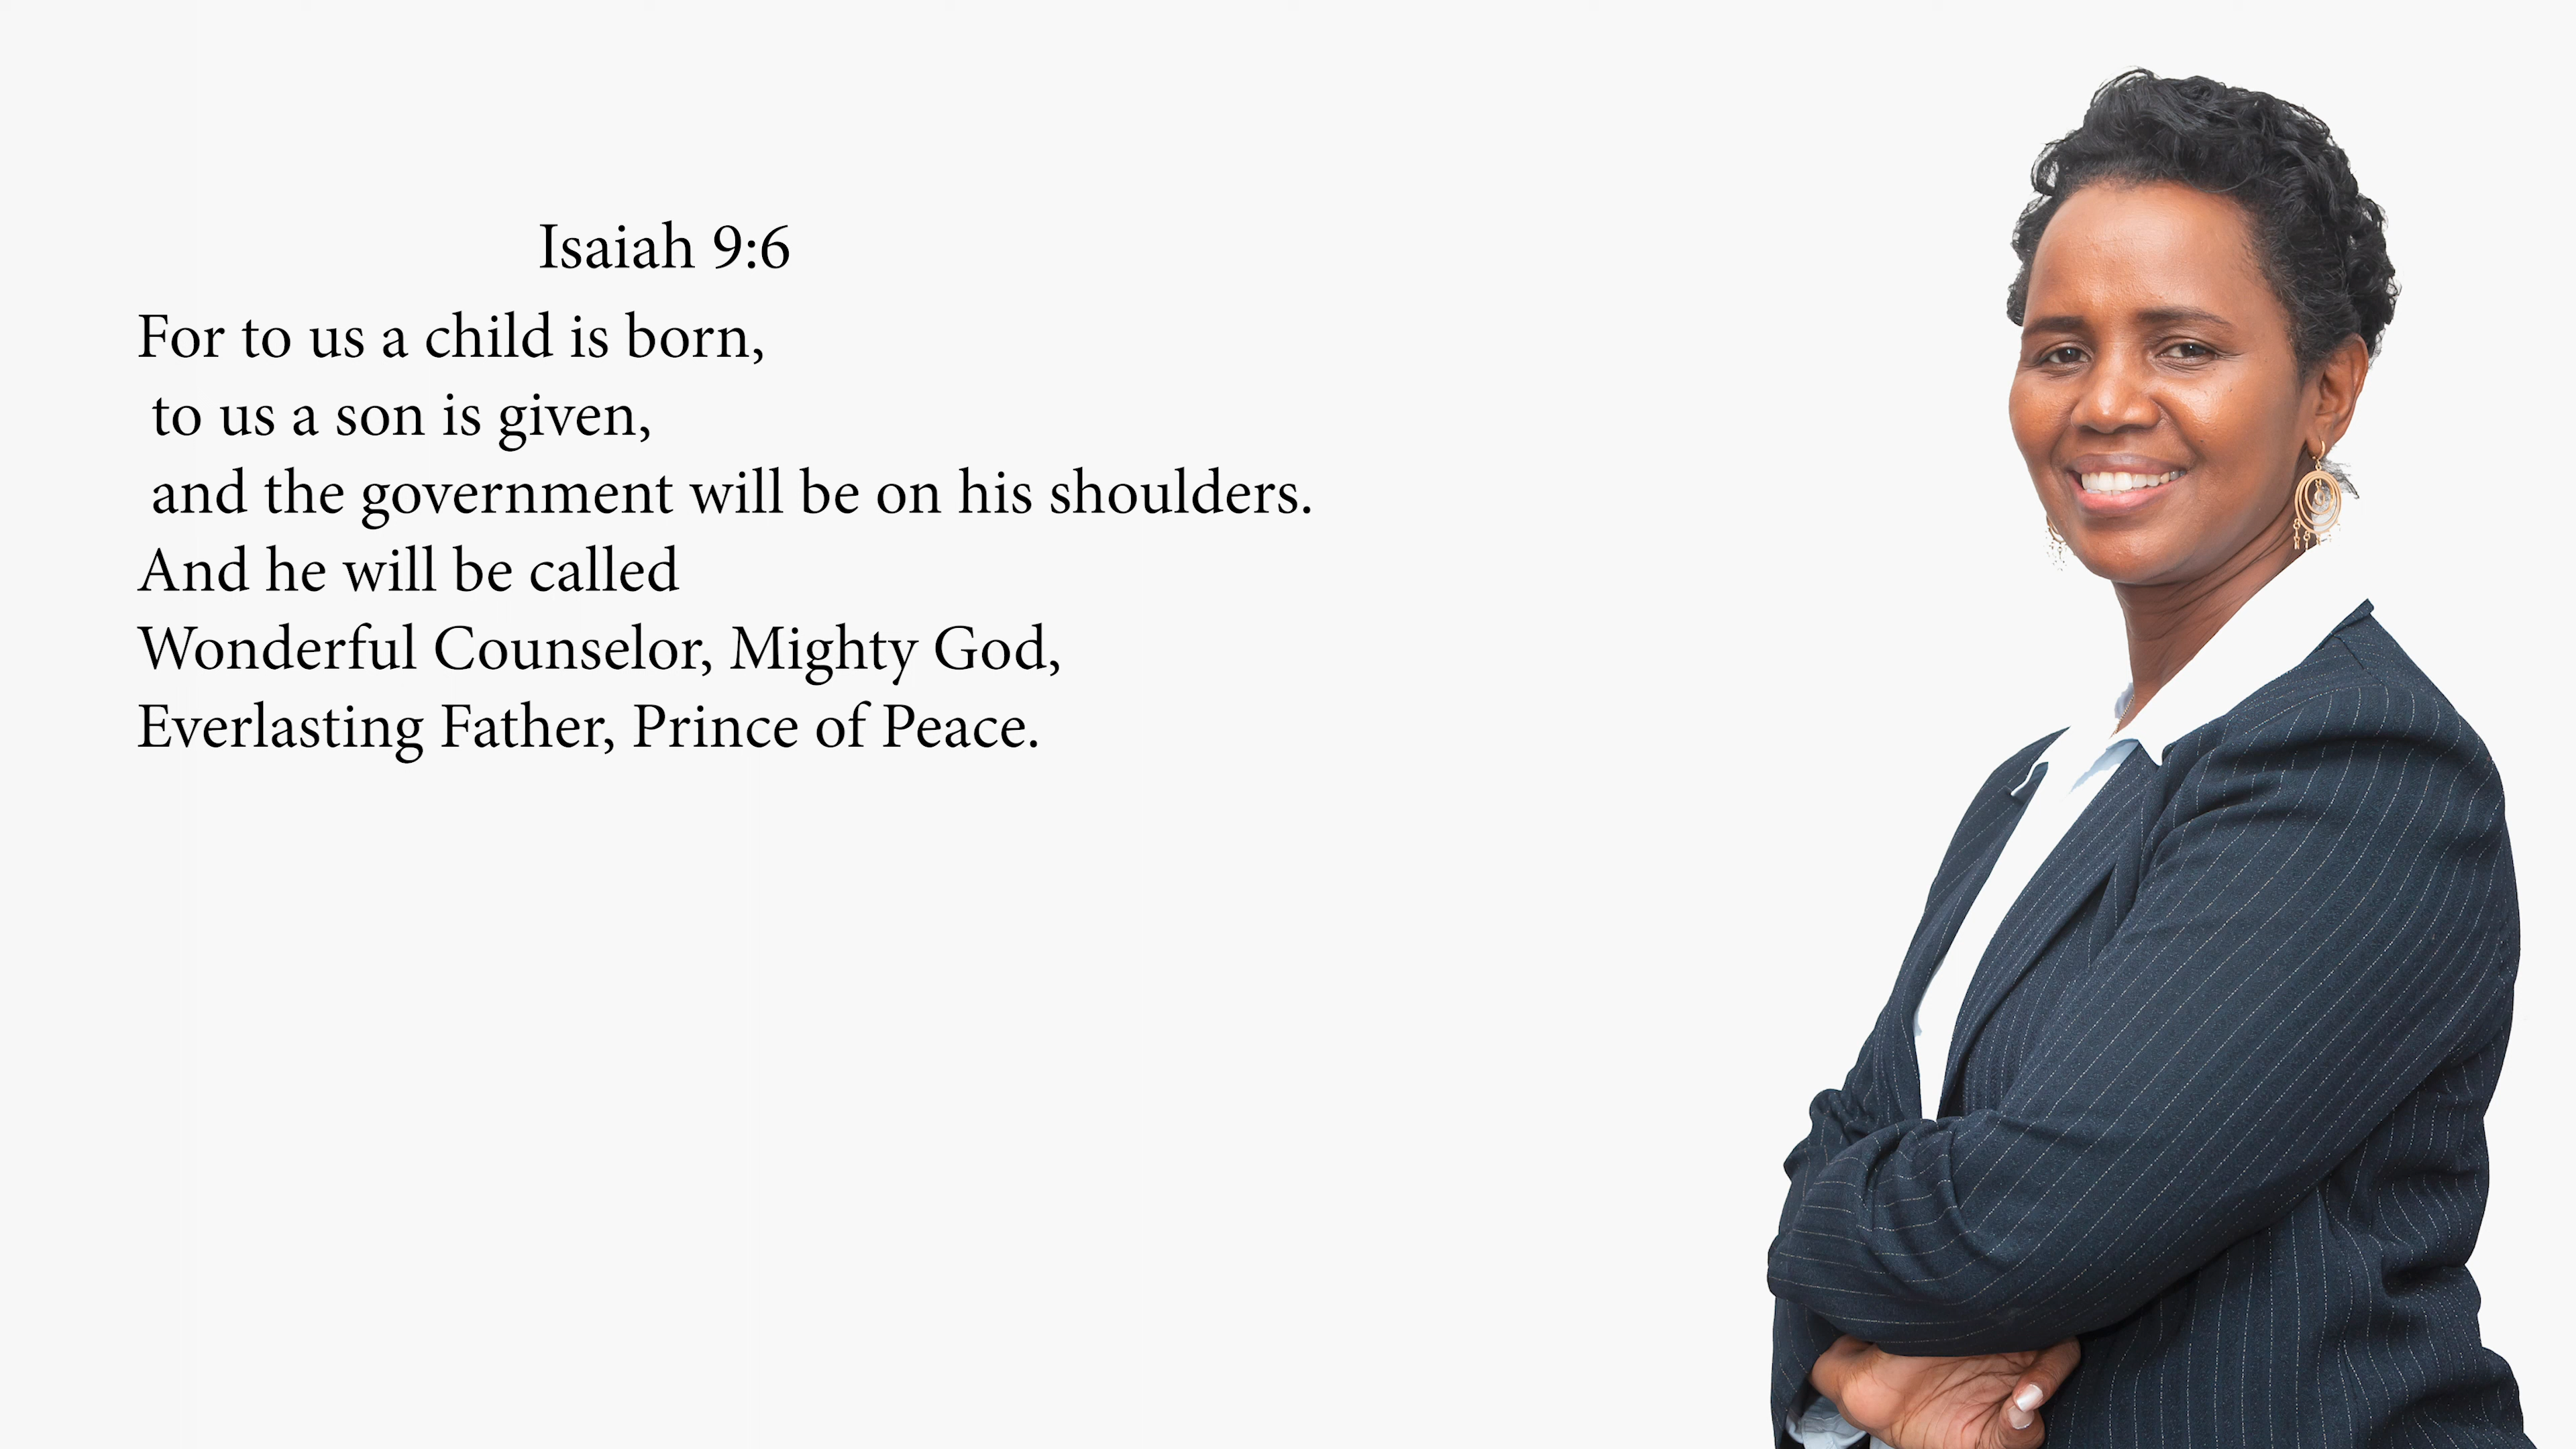 Isaiah 9:6
For to us a child is born,
to us a son is given,
and the government will be on his shoulders.
And he will be called
Wonderful Counselor, Mighty God,
Everlasting Father, Prince of Peace.